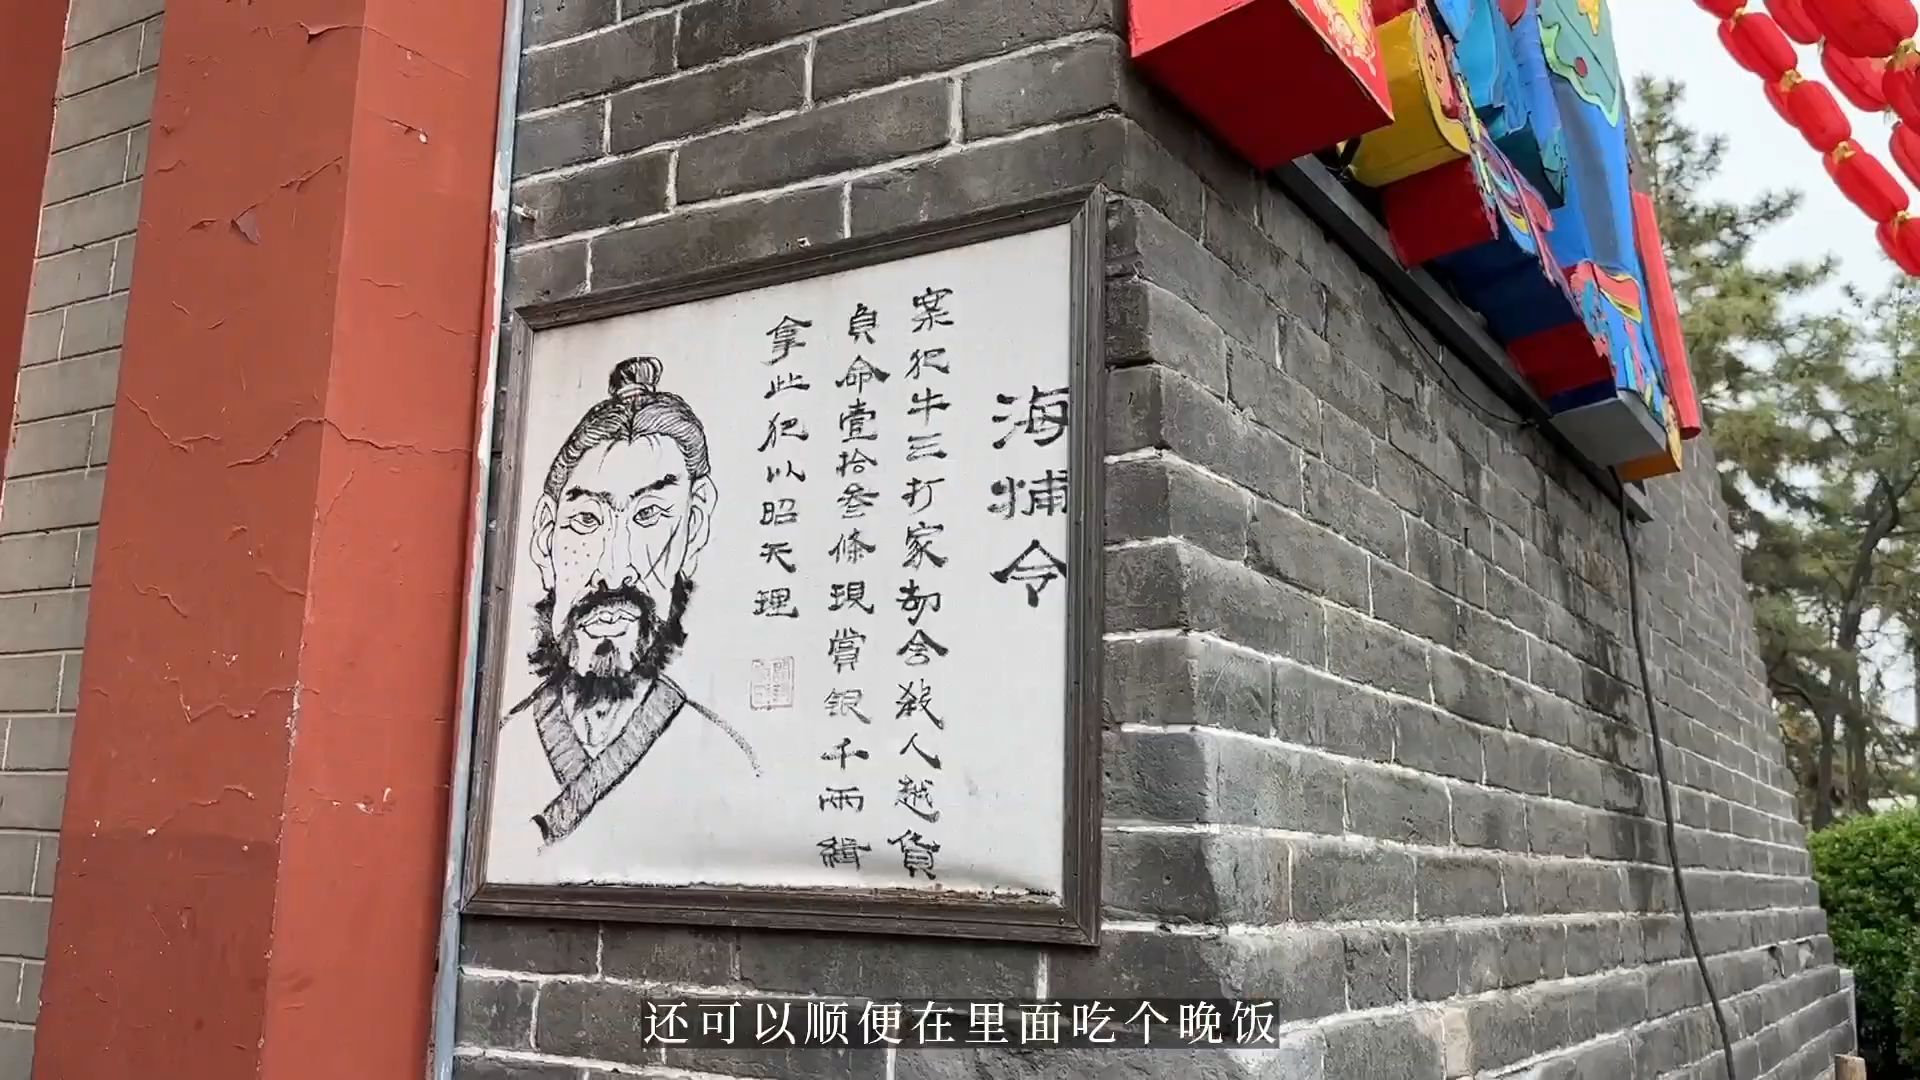 海捕令
案犯牛三打家劫舍殺人越貨
負命壹拾叁條現賞銀千兩緝
拿此犯以昭天理
还可以顺便在里面吃个晚饭